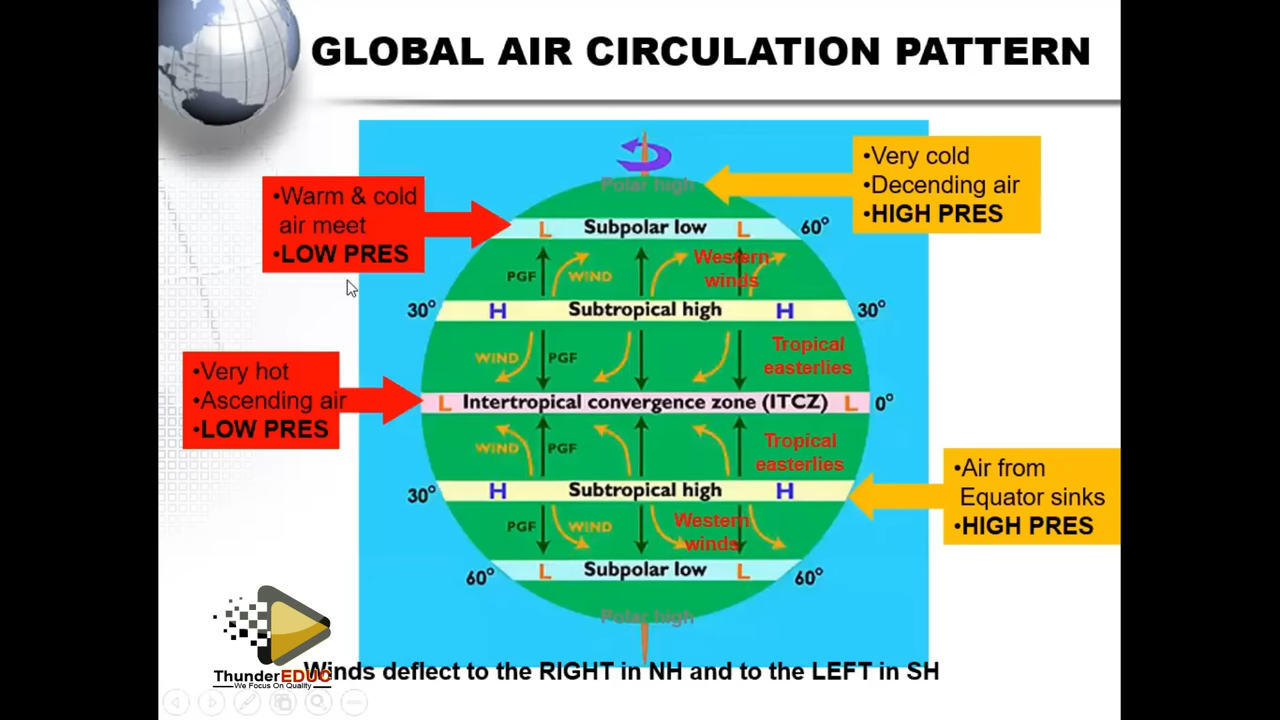 GLOBAL AIR CIRCULATION PATTERN
•Very cold
•Decending air
•HIGH PRES
•Warm & cold
air meet
•LOW PRES
Polar high
L Subpolar low L 60°
PGF WIND Western
winds
30° H Subtropical high H 30°
WIND PGF Tropical
easterlies
•Very hot
•Ascending air
•LOW PRES
L Intertropical convergence zone (ITCZ) L 0°
WIND PGF Tropical
easterlies
30° H Subtropical high H
•Air from
Equator sinks
•HIGH PRES
PGF WIND Western
winds
60° L Subpolar low L 60°
Polar high
Winds deflect to the RIGHT in NH and to the LEFT in SH
ThunderEDUC
We Focus On Quality